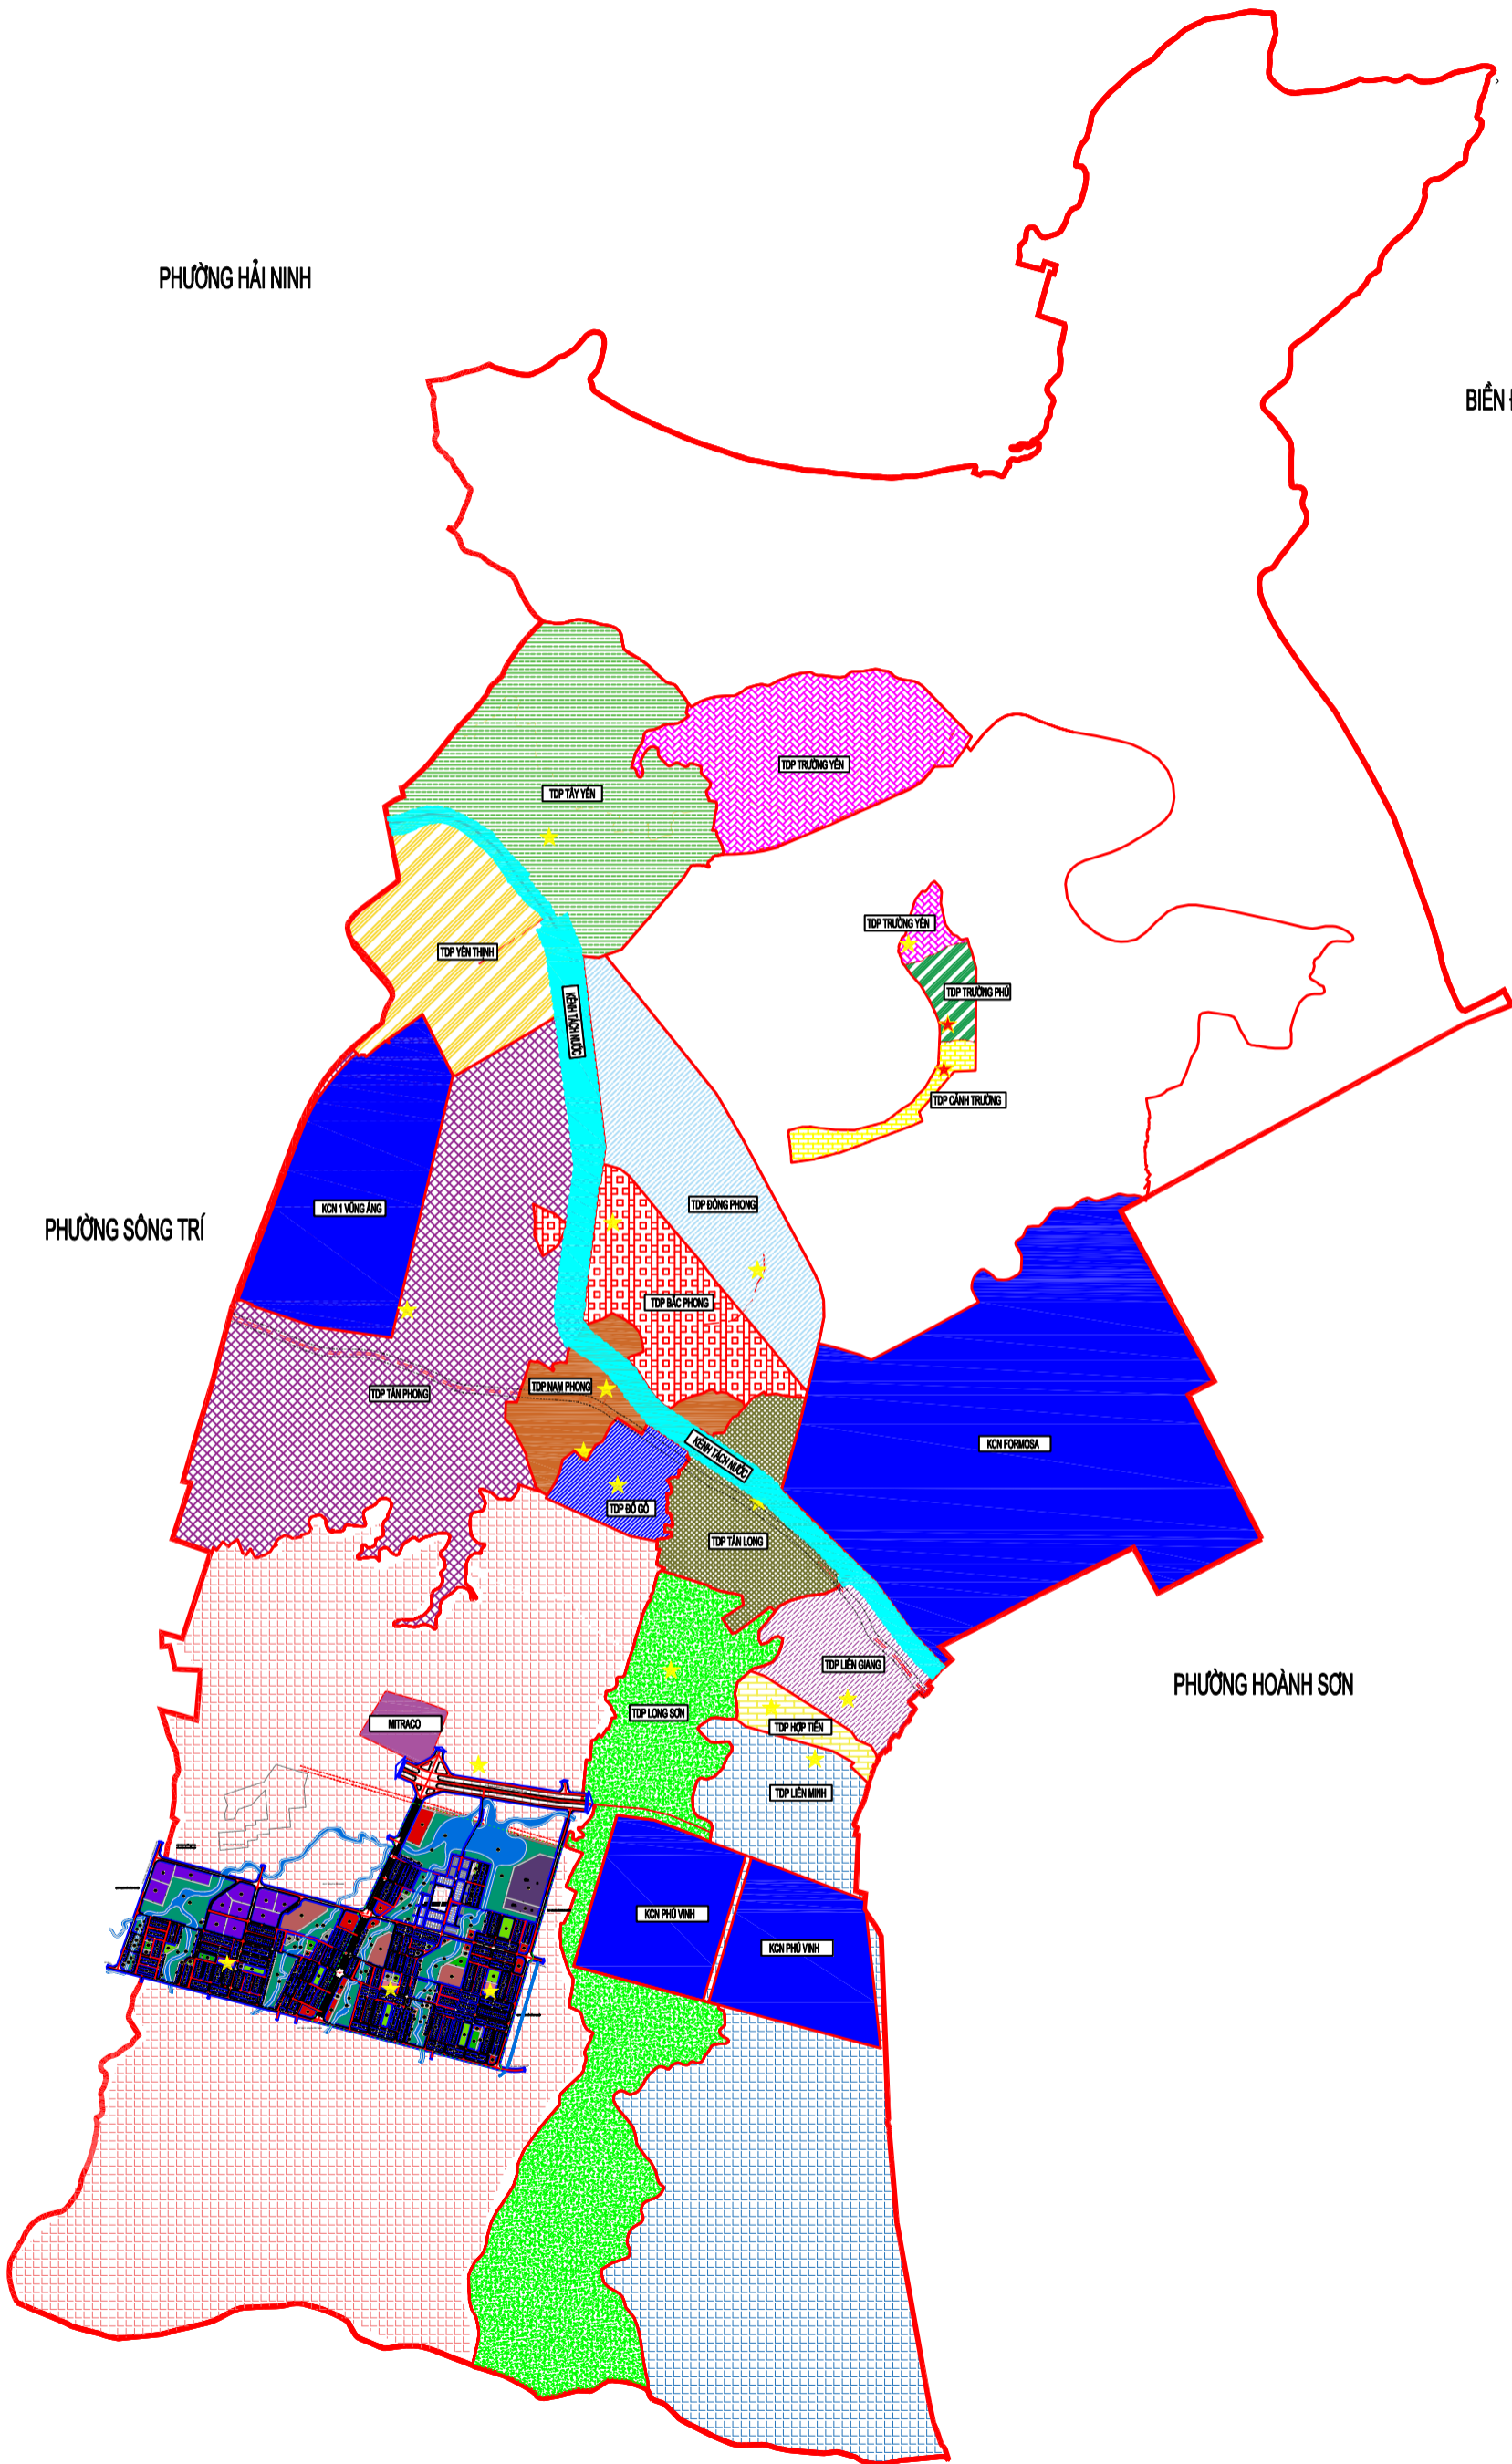 PHƯỜNG HẢI NINH
BIỂN
TDP TRƯỜNG YÊN
TDP TÂY YÊN
TDP TRƯỜNG YÊN
TDP YÊN THỊNH
TDP TRƯỜNG PHÚ
KÊNH TÁCH NƯỚC
TDP CẢNH TRƯỜNG
TDP ĐÔNG PHONG
KCN 1 VŨNG ÁNG
PHƯỜNG SÔNG TRÍ
TDP BẮC PHONG
TDP NAM PHONG
TDP TÂN PHONG
KCN FORMOSA
KÊNH TÁCH NƯỚC
TDP ĐỖ GỖ
TDP TÂN LONG
TDP LIÊN GIANG
PHƯỜNG HOÀNH SƠN
TDP LONG SƠN
MITRACO
TDP HỢP TIẾN
TDP LIÊN MINH
KCN PHÚ VINH
KCN PHÚ VINH